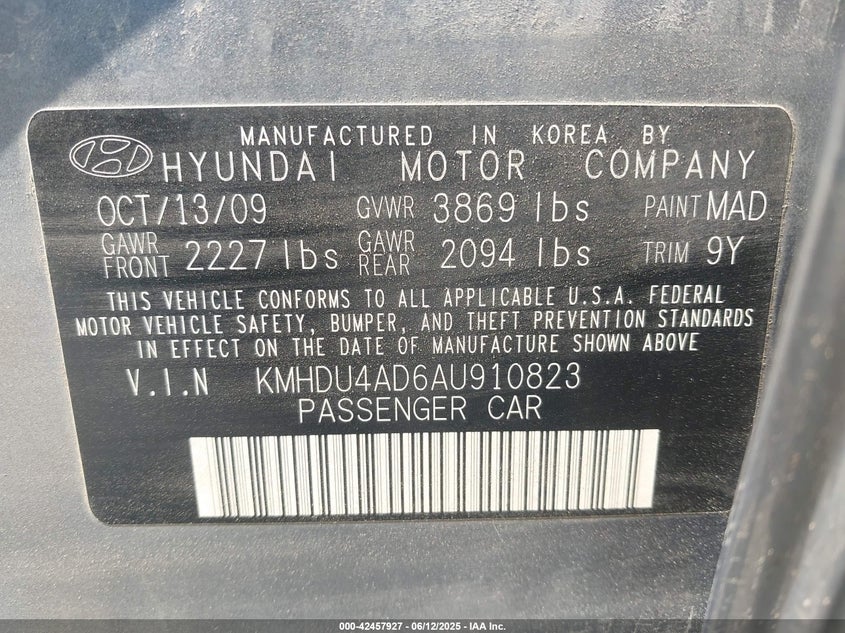 MANUFACTURED IN KOREA BY
HYUNDAI MOTOR COMPANY
OCT/13/09 GVWR 3869 lbs PAINT MAD
GAWR FRONT 2227 lbs GAWR REAR 2094 lbs TRIM 9Y
THIS VEHICLE CONFORMS TO ALL APPLICABLE U.S.A. FEDERAL
MOTOR VEHICLE SAFETY, BUMPER, AND THEFT PREVENTION STANDARDS
IN EFFECT ON THE DATE OF MANUFACTURE SHOWN ABOVE
V.I.N KMHDU4AD6AU910823
PASSENGER CAR
000-42457927 - 06/12/2025 - IAA Inc.